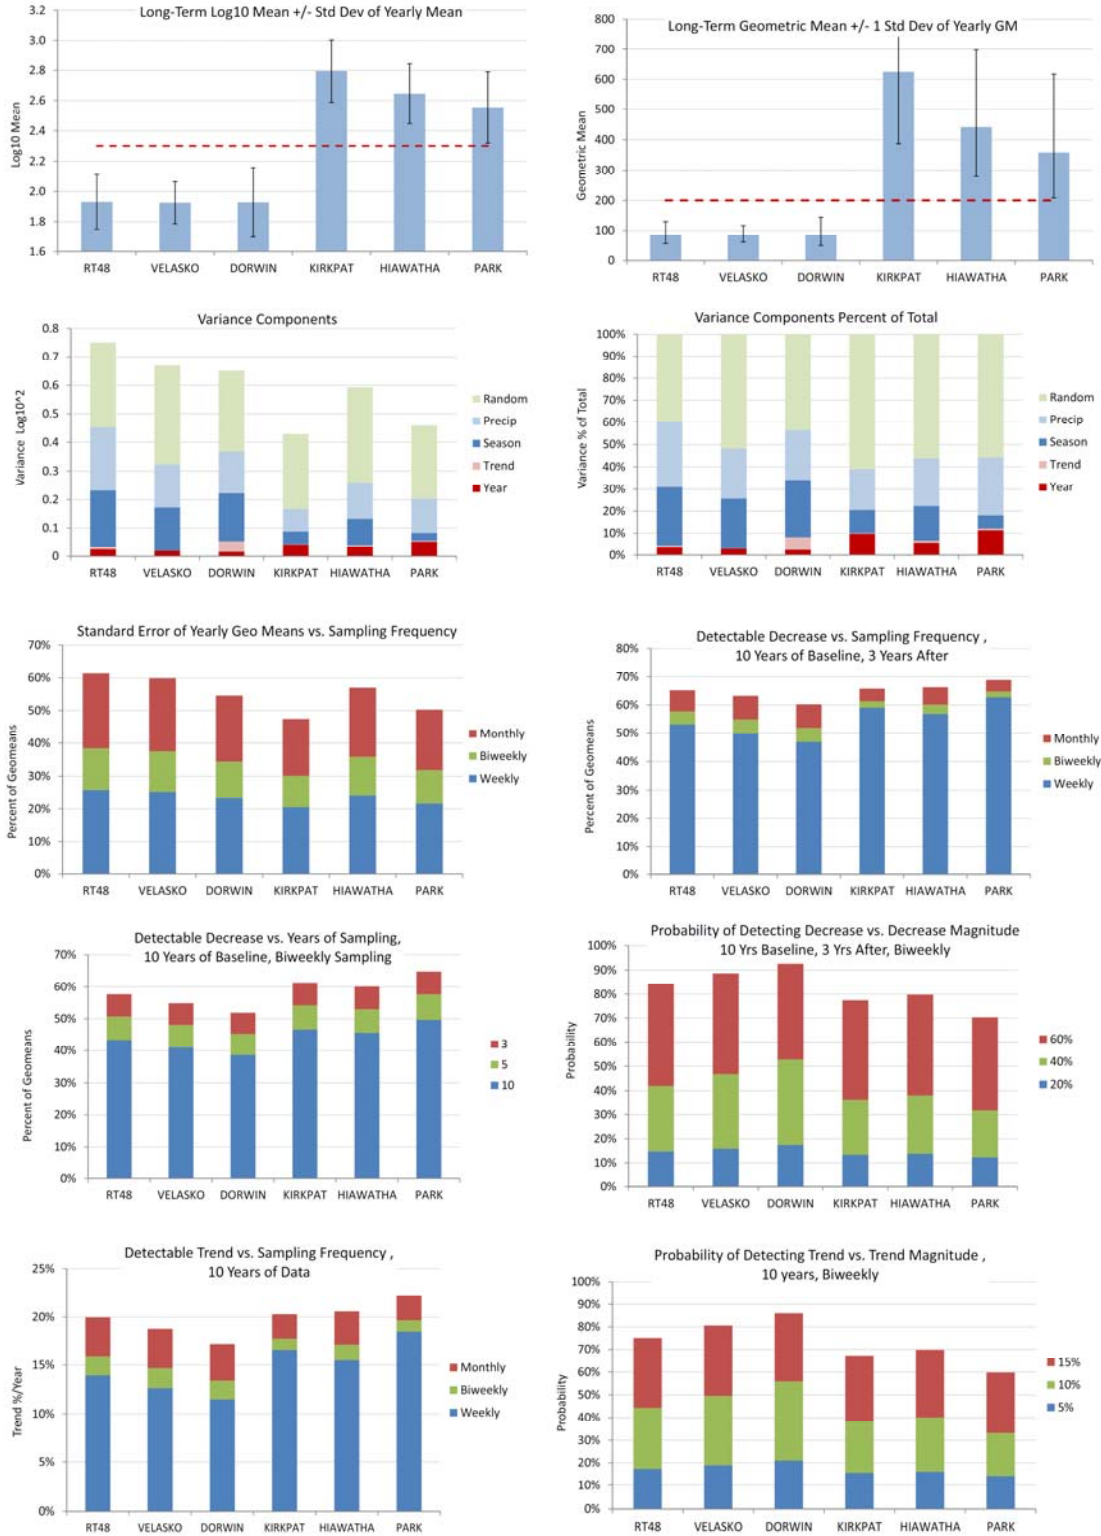 Long-Term Log10 Mean +/- Std Dev of Yearly Mean
3.2
3.0
2.8
2.6
2.4
2.2
2.0
1.8
1.6
Log10 Mean
RT48 VELASKO DORWIN KIRKPAT HIAWATHA PARK
Long-Term Geometric Mean +/- 1 Std Dev of Yearly GM
800
700
600
500
400
300
200
100
0
Geometric Mean
RT48 VELASKO DORWIN KIRKPAT HIAWATHA PARK
Variance Components
0.8
0.7
0.6
0.5
0.4
0.3
0.2
0.1
0
Variance Log10^2
RT48 VELASKO DORWIN KIRKPAT HIAWATHA PARK
Random
Precip
Season
Trend
Year
Variance Components Percent of Total
100%
90%
80%
70%
60%
50%
40%
30%
20%
10%
0%
Variance % of Total
RT48 VELASKO DORWIN KIRKPAT HIAWATHA PARK
Random
Precip
Season
Trend
Year
Standard Error of Yearly Geo Means vs. Sampling Frequency
70%
60%
50%
40%
30%
20%
10%
0%
Percent of Geomeans
RT48 VELASKO DORWIN KIRKPAT HIAWATHA PARK
Monthly
Biweekly
Weekly
Detectable Decrease vs. Sampling Frequency ,
10 Years of Baseline, 3 Years After
80%
70%
60%
50%
40%
30%
20%
10%
0%
Percent of Geomeans
RT48 VELASKO DORWIN KIRKPAT HIAWATHA PARK
Monthly
Biweekly
Weekly
Detectable Decrease vs. Years of Sampling,
10 Years of Baseline, Biweekly Sampling
70%
60%
50%
40%
30%
20%
10%
0%
Percent of Geomeans
RT48 VELASKO DORWIN KIRKPAT HIAWATHA PARK
3
5
10
Probability of Detecting Decrease vs. Decrease Magnitude
10 Yrs Baseline, 3 Yrs After, Biweekly
100%
90%
80%
70%
60%
50%
40%
30%
20%
10%
0%
Probability
RT48 VELASKO DORWIN KIRKPAT HIAWATHA PARK
60%
40%
20%
Detectable Trend vs. Sampling Frequency ,
10 Years of Data
25%
20%
15%
10%
5%
0%
Trend %/Year
RT48 VELASKO DORWIN KIRKPAT HIAWATHA PARK
Monthly
Biweekly
Weekly
Probability of Detecting Trend vs. Trend Magnitude ,
10 years, Biweekly
100%
90%
80%
70%
60%
50%
40%
30%
20%
10%
0%
Probability
RT48 VELASKO DORWIN KIRKPAT HIAWATHA PARK
15%
10%
5%